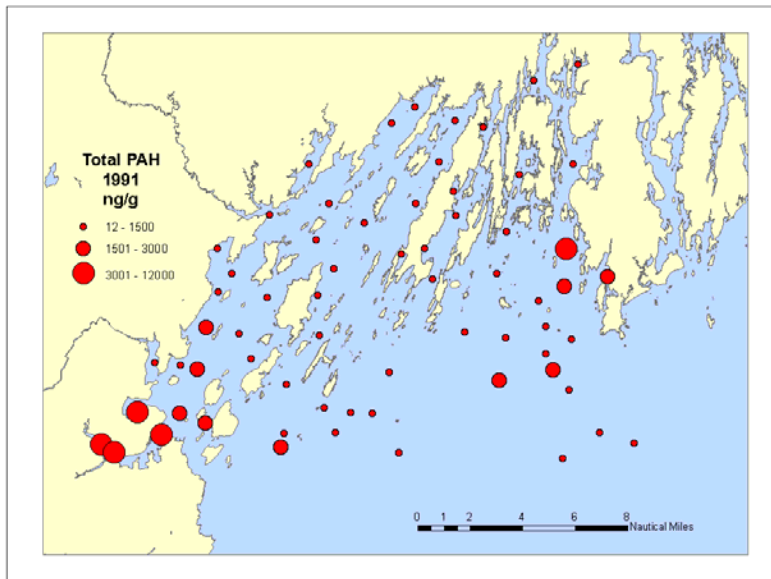 Total PAH
1991
ng/g
12 - 1500
1501 - 3000
3001 - 12000
0 1 2 4 6 8
Nautical Miles